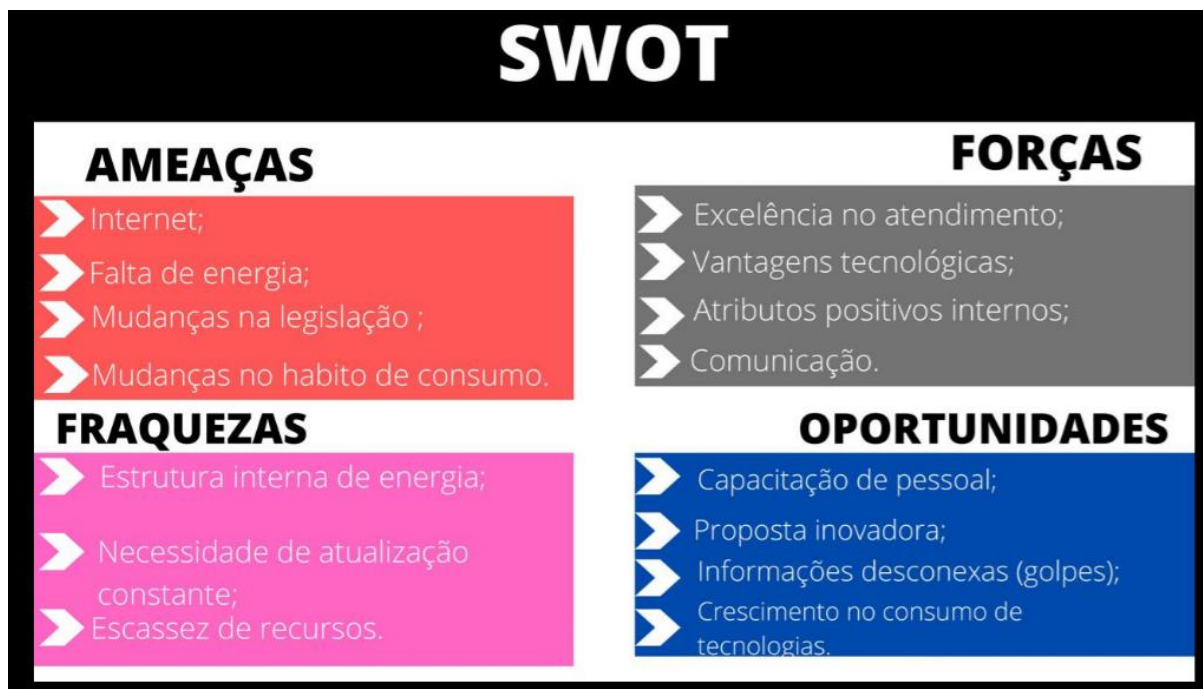 SWOT
AMEAÇAS
Internet;
Falta de energia;
Mudanças na legislação ;
Mudanças no habito de consumo.
FORÇAS
Excelência no atendimento;
Vantagens tecnológicas;
Atributos positivos internos;
Comunicação.
FRAQUEZAS
Estrutura interna de energia;
Necessidade de atualização
constante;
Escassez de recursos.
OPORTUNIDADES
Capacitação de pessoal;
Proposta inovadora;
Informações desconexas (golpes);
Crescimento no consumo de
tecnologias.